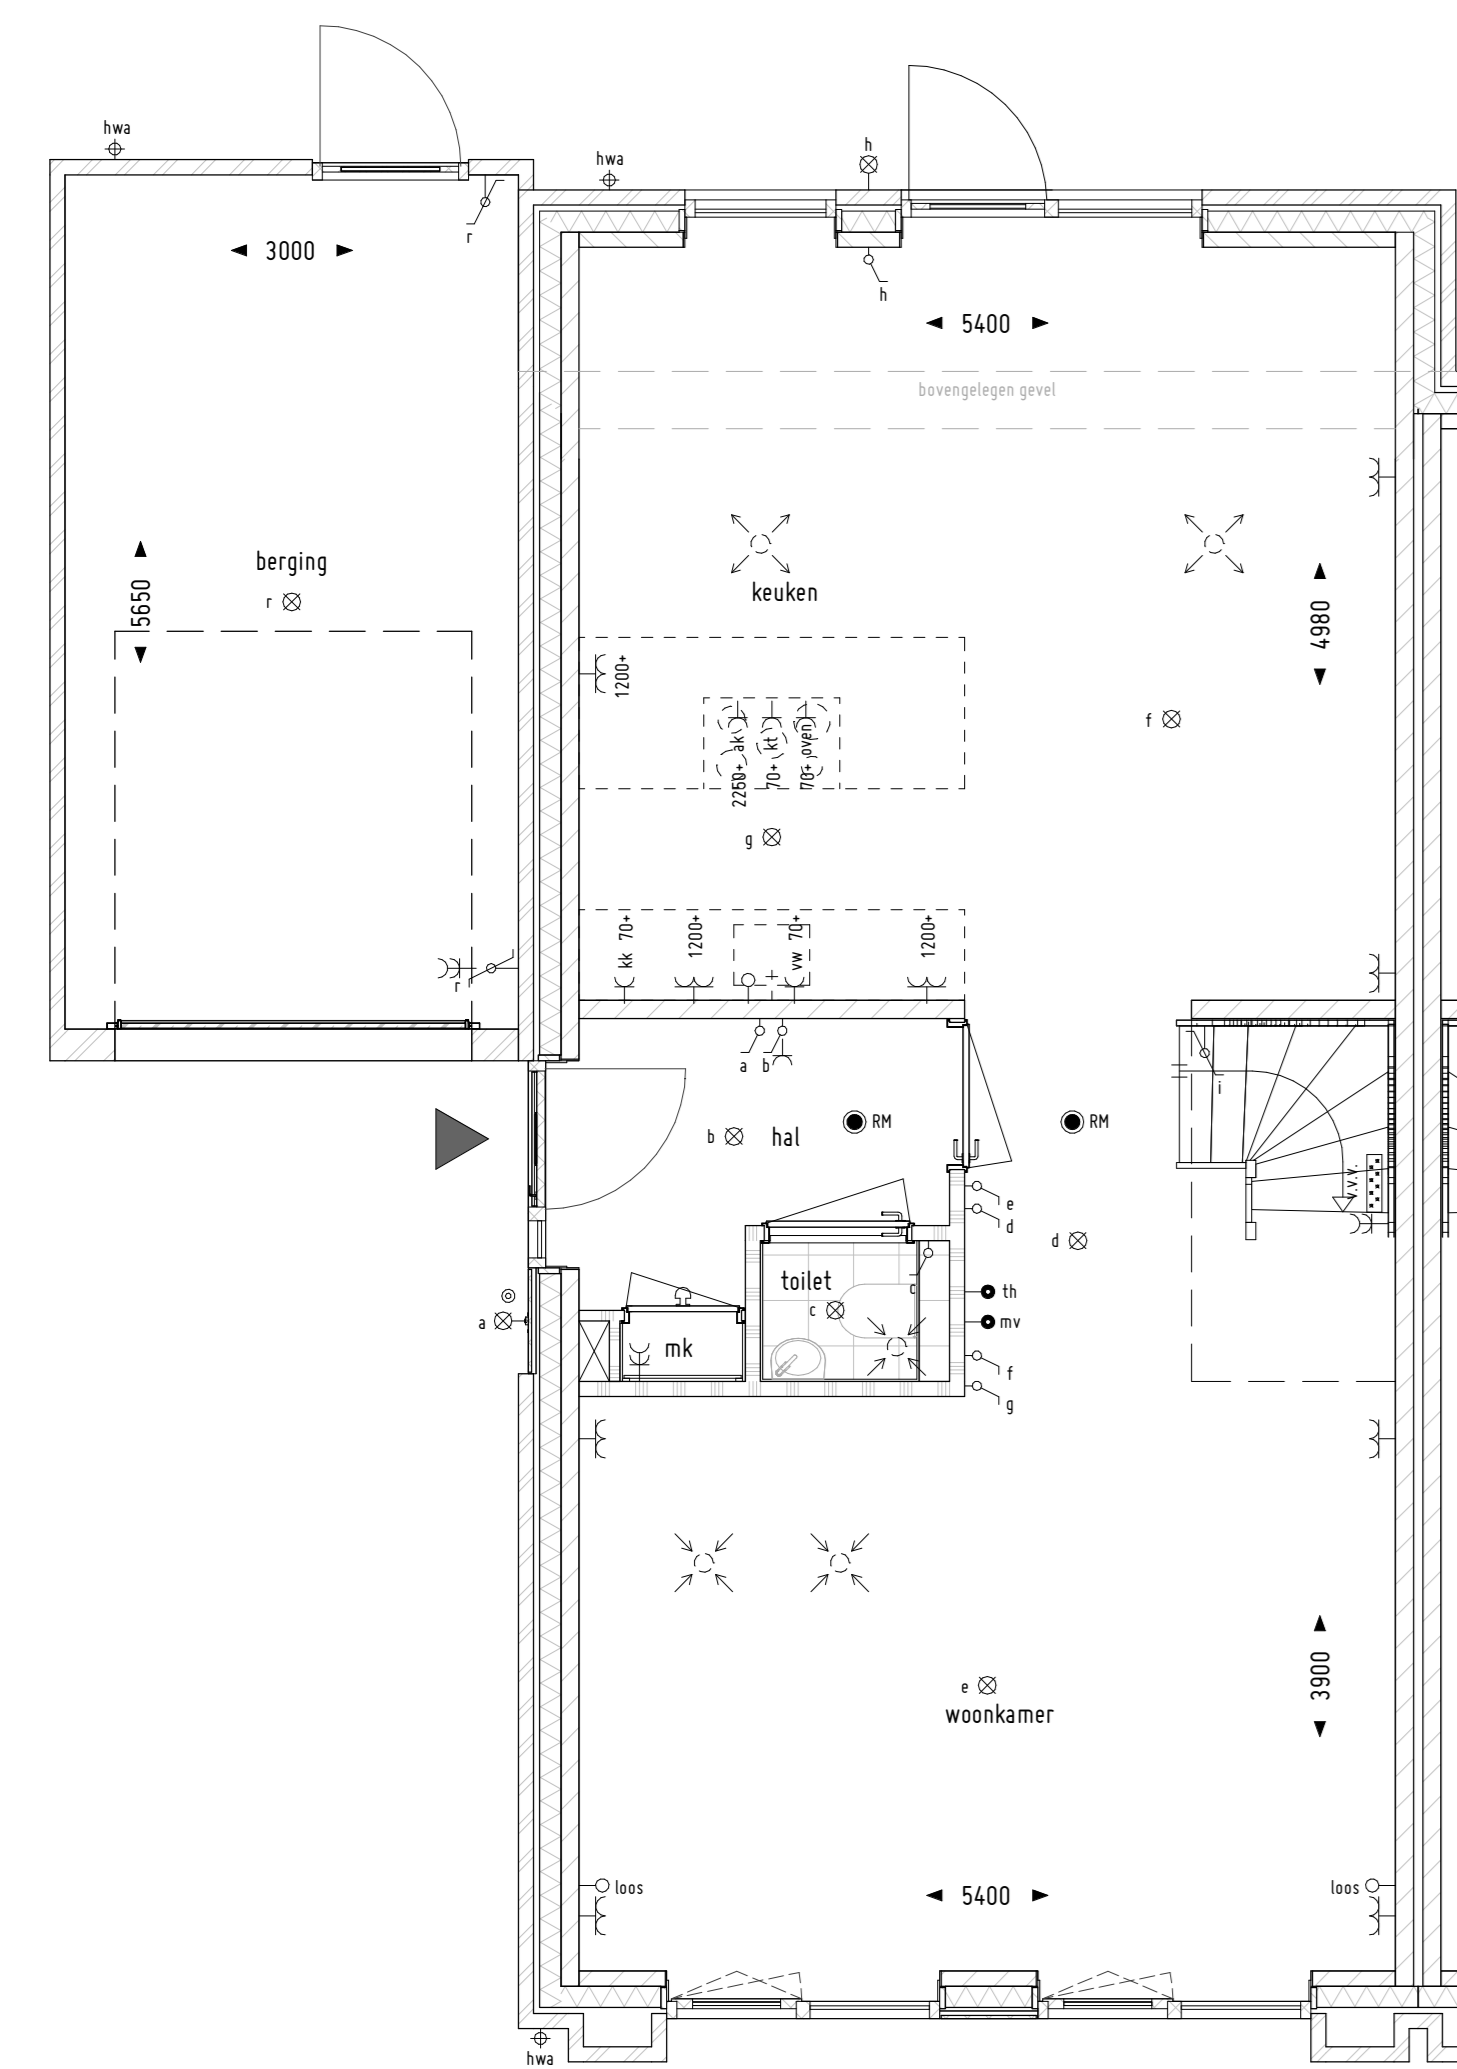 hwa
hwa
h
r
3000
h
5400
bovengelegen gevel
berging
r
5650
keuken
4980
1200+
2250+ ak
70+ kt
70+ oven
f
g
kk 70+
1200+
vw 70+
1200+
r
a
b
i
b
hal
RM
RM
v.v.v.
e
d
d
toilet
c
c
th
mv
a
mk
f
g
e
woonkamer
3900
loos
5400
loos
hwa